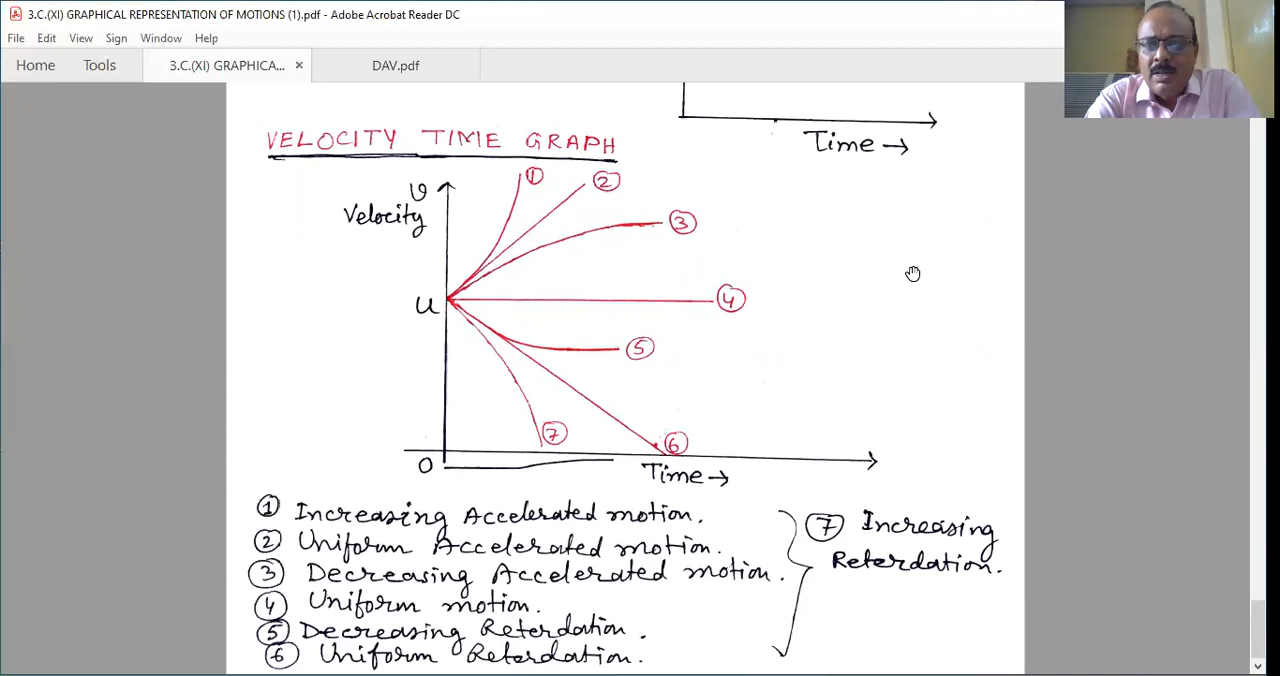 3.C.(XI) GRAPHICAL REPRESENTATION OF MOTIONS (1).pdf - Adobe Acrobat Reader DC
File Edit View Sign Window Help
Home Tools 3.C.(XI) GRAPHICA... × DAV.pdf
Time →
VELOCITY TIME GRAPH
① ②
v
Velocity
③
u
④
⑤
⑦ ⑥
O
Time →
① Increasing Accelerated motion.
② Uniform Accelerated motion.
③ Decreasing Accelerated motion.
④ Uniform motion.
⑤ Decreasing Reterdation.
⑥ Uniform Reterdation.
⑦ Increasing
Reterdation.